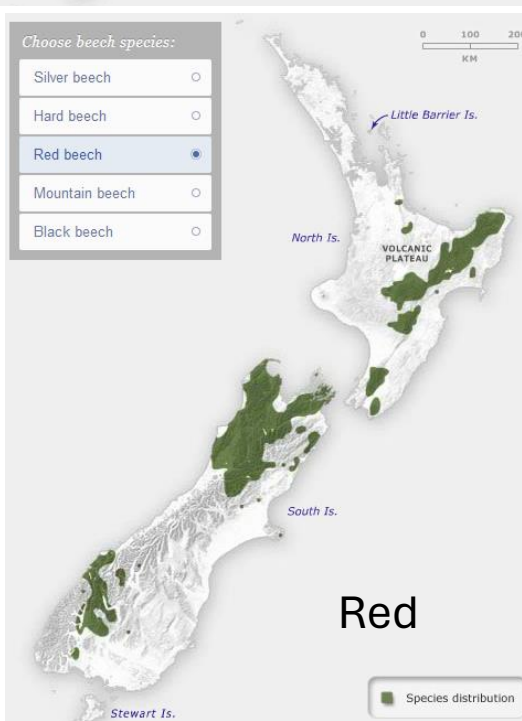 Choose beech species:
Silver beech
Hard beech
Red beech
Mountain beech
Black beech
0 100 200
KM
Little Barrier Is.
North Is.
VOLCANIC
PLATEAU
South Is.
Red
Species distribution
Stewart Is.